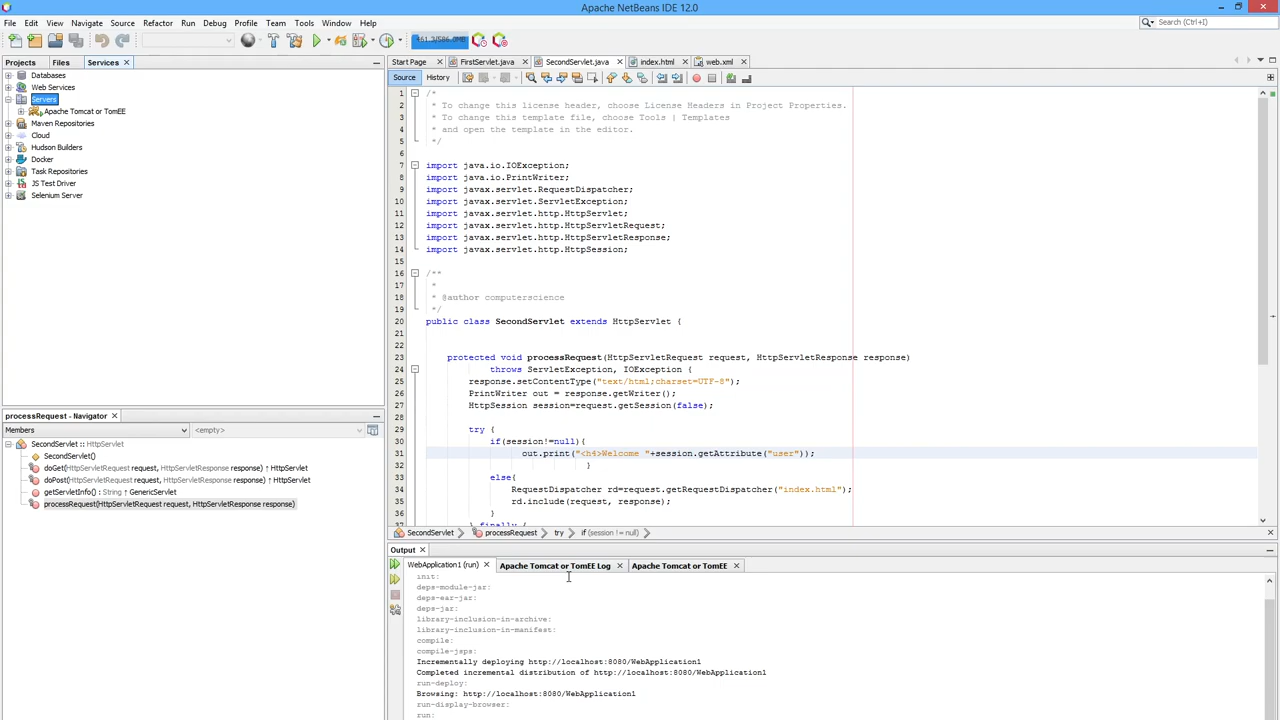 Apache NetBeans IDE 12.0
File Edit View Navigate Source Refactor Run Debug Profile Team Tools Window Help
Search (Ctrl+I)
Projects Files Services
Databases
Web Services
Servers
Apache Tomcat or TomEE
Maven Repositories
Cloud
Hudson Builders
Docker
Task Repositories
JS Test Driver
Selenium Server
processRequest - Navigator
Members <empty>
SecondServlet :: HttpServlet
SecondServlet()
doGet(HttpServletRequest request, HttpServletResponse response) ↑ HttpServlet
doPost(HttpServletRequest request, HttpServletResponse response) ↑ HttpServlet
getServletInfo() : String ↑ GenericServlet
processRequest(HttpServletRequest request, HttpServletResponse response)
Start Page FirstServlet.java SecondServlet.java index.html web.xml
Source History
1 /*
2 * To change this license header, choose License Headers in Project Properties.
3 * To change this template file, choose Tools | Templates
4 * and open the template in the editor.
5 */
6
7 import java.io.IOException;
8 import java.io.PrintWriter;
9 import javax.servlet.RequestDispatcher;
10 import javax.servlet.ServletException;
11 import javax.servlet.http.HttpServlet;
12 import javax.servlet.http.HttpServletRequest;
13 import javax.servlet.http.HttpServletResponse;
14 import javax.servlet.http.HttpSession;
15
16 /**
17 *
18 * @author computerscience
19 */
20 public class SecondServlet extends HttpServlet {
21
22
23 protected void processRequest(HttpServletRequest request, HttpServletResponse response)
24 throws ServletException, IOException {
25 response.setContentType("text/html;charset=UTF-8");
26 PrintWriter out = response.getWriter();
27 HttpSession session=request.getSession(false);
28
29 try {
30 if(session!=null){
31 out.print("<h4>Welcome "+session.getAttribute("user"));
32 }
33 else{
34 RequestDispatcher rd=request.getRequestDispatcher("index.html");
35 rd.include(request, response);
36 }
37 } finally {
SecondServlet processRequest try if (session != null)
Output
WebApplication1 (run) Apache Tomcat or TomEE Log Apache Tomcat or TomEE
init:
deps-module-jar:
deps-ear-jar:
deps-jar:
library-inclusion-in-archive:
library-inclusion-in-manifest:
compile:
compile-jsps:
Incrementally deploying http://localhost:8080/WebApplication1
Completed incremental distribution of http://localhost:8080/WebApplication1
run-deploy:
Browsing: http://localhost:8080/WebApplication1
run-display-browser:
run: